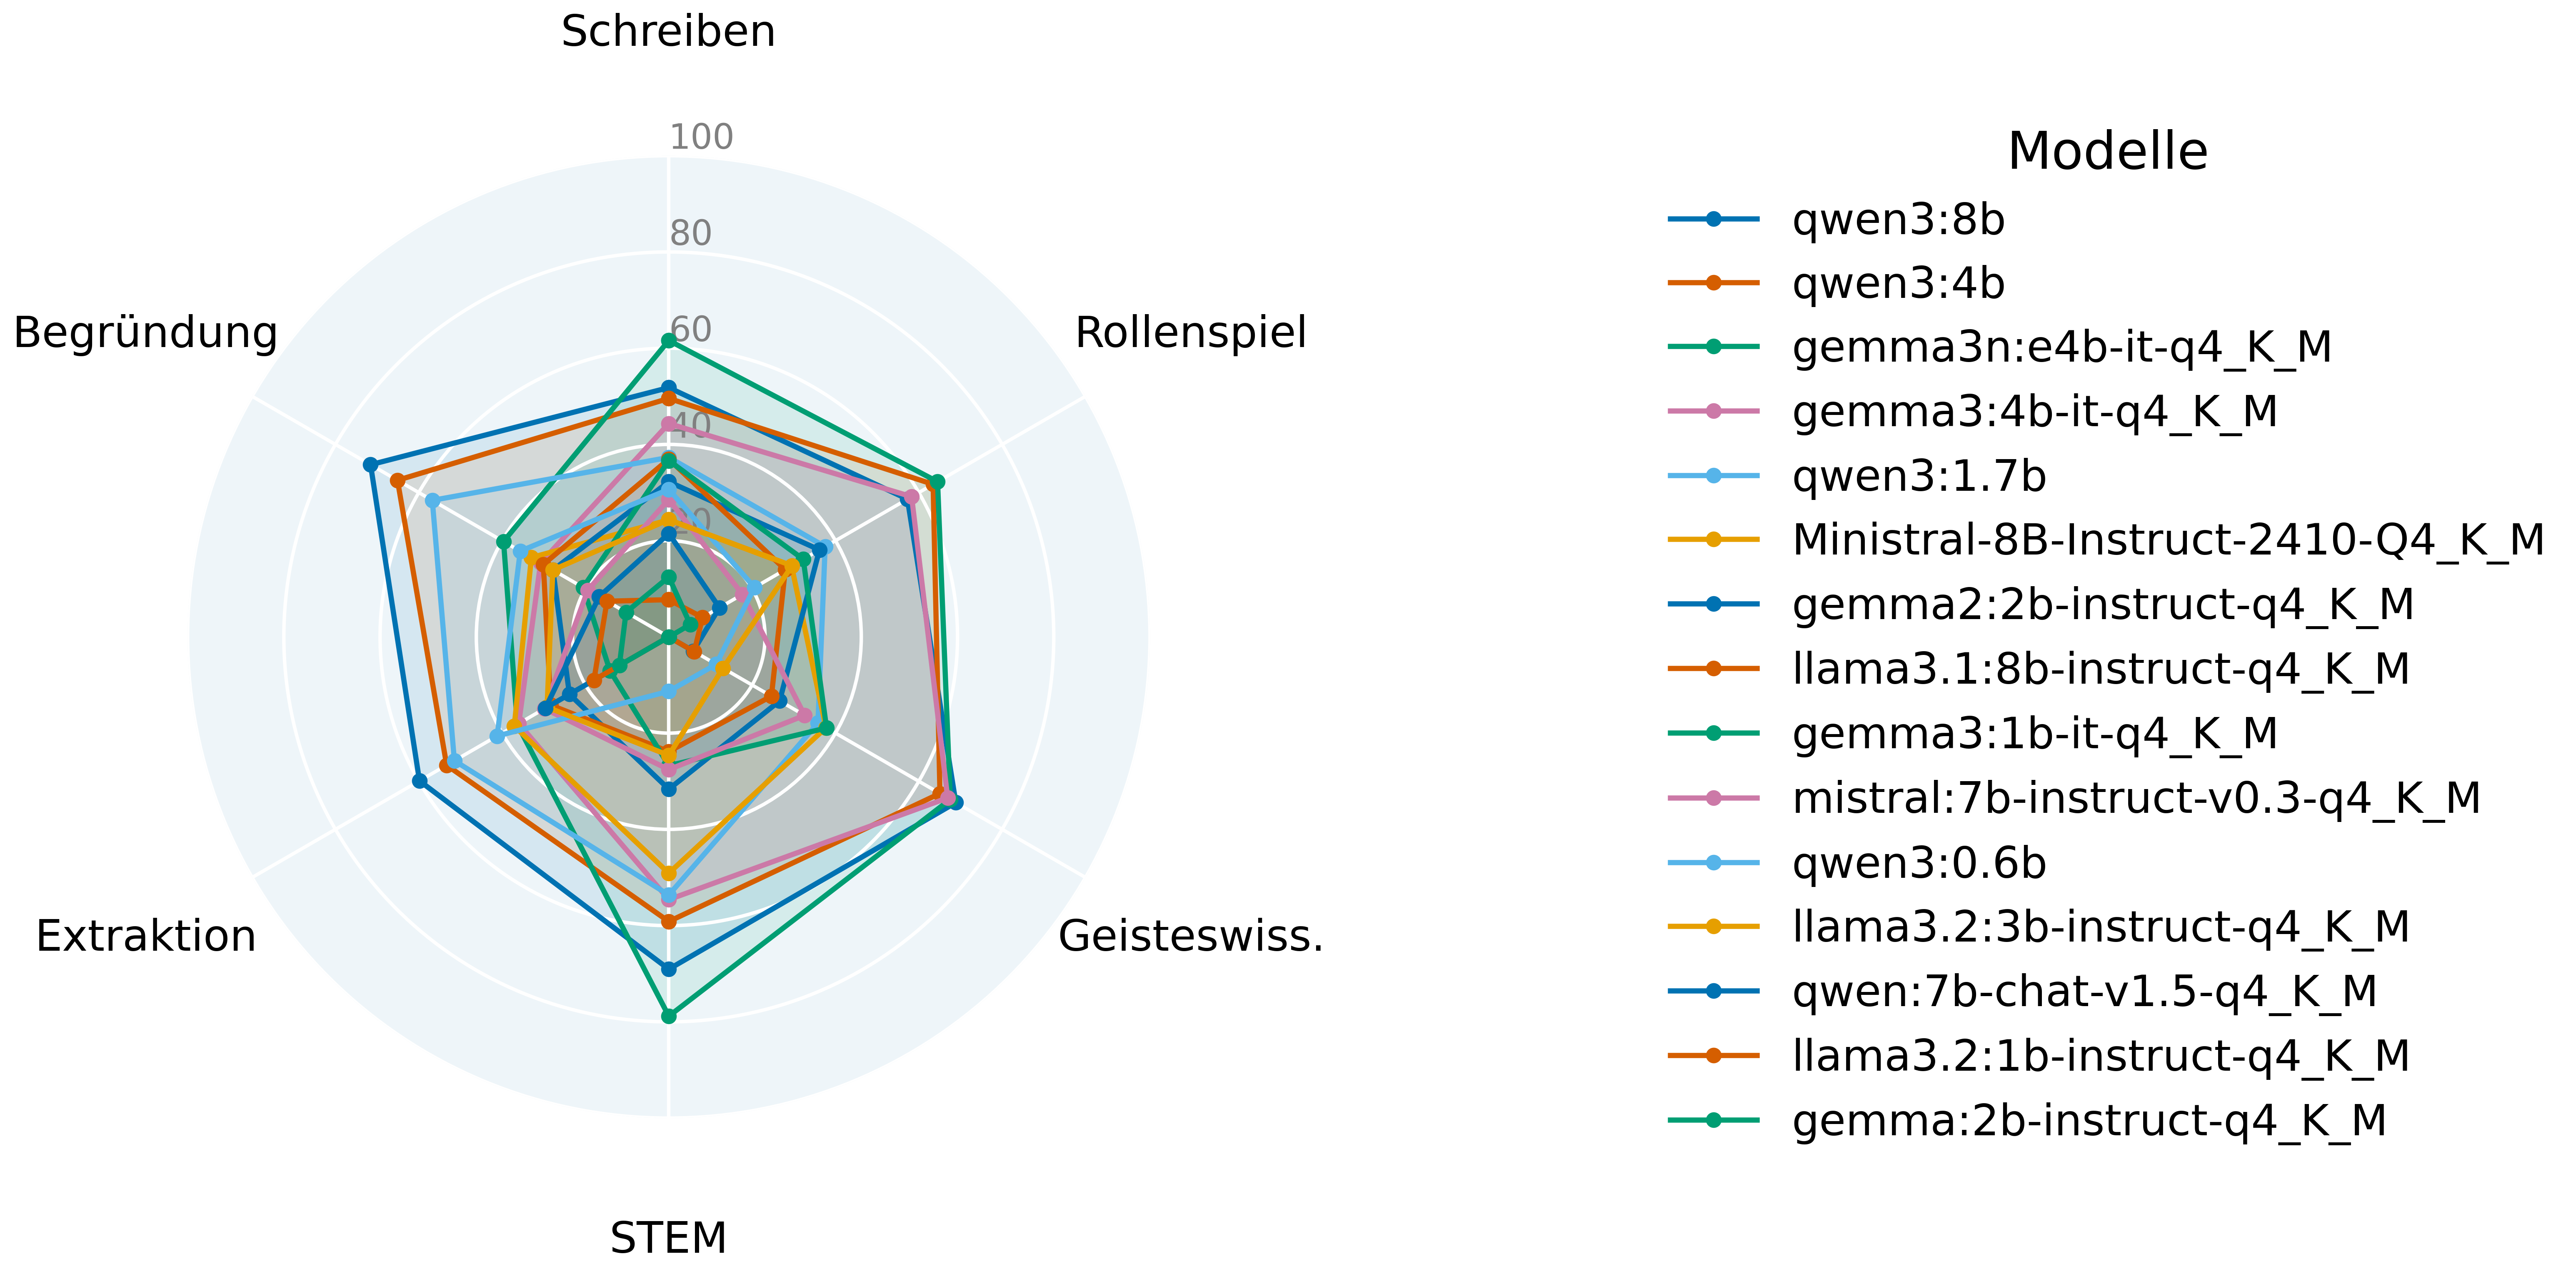 Schreiben
100
80
60
40
20
Begründung
Rollenspiel
Extraktion
Geisteswiss.
STEM
Modelle
qwen3:8b
qwen3:4b
gemma3n:e4b-it-q4_K_M
gemma3:4b-it-q4_K_M
qwen3:1.7b
Ministral-8B-Instruct-2410-Q4_K_M
gemma2:2b-instruct-q4_K_M
llama3.1:8b-instruct-q4_K_M
gemma3:1b-it-q4_K_M
mistral:7b-instruct-v0.3-q4_K_M
qwen3:0.6b
llama3.2:3b-instruct-q4_K_M
qwen:7b-chat-v1.5-q4_K_M
llama3.2:1b-instruct-q4_K_M
gemma:2b-instruct-q4_K_M